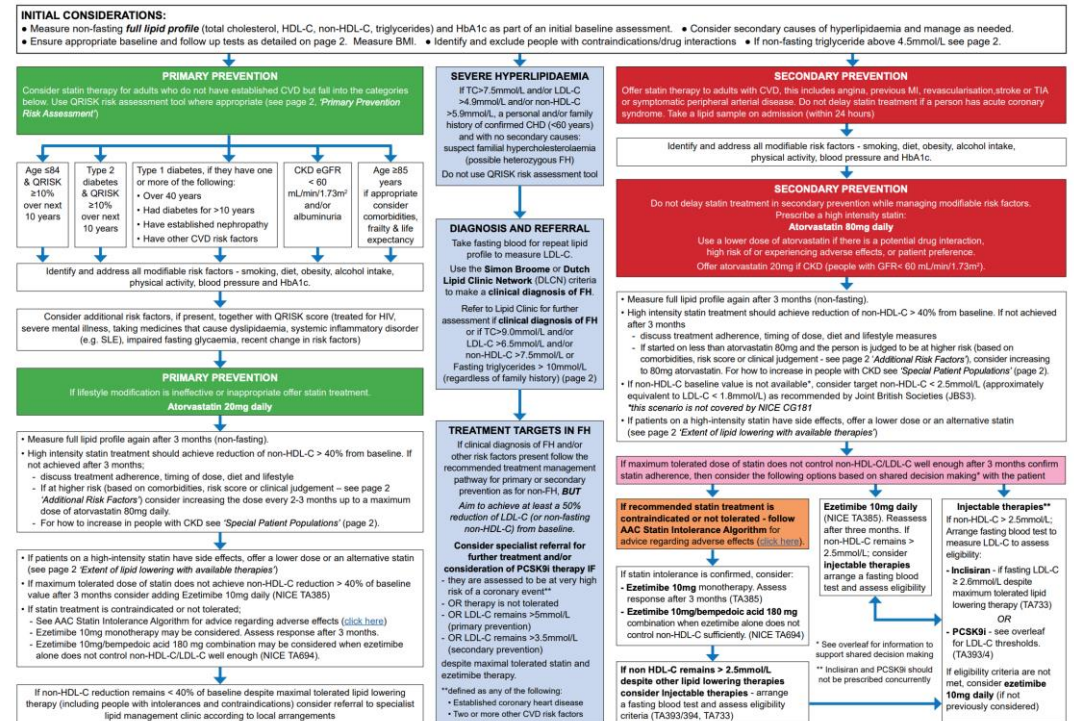 INITIAL CONSIDERATIONS:
● Measure non-fasting full lipid profile (total cholesterol, HDL-C, non-HDL-C, triglycerides) and HbA1c as part of an initial baseline assessment. ● Consider secondary causes of hyperlipidaemia and manage as needed.
● Ensure appropriate baseline and follow up tests as detailed on page 2. Measure BMI. ● Identify and exclude people with contraindications/drug interactions ● If non-fasting triglyceride above 4.5mmol/L see page 2.
PRIMARY PREVENTION
Consider statin therapy for adults who do not have established CVD but fall into the categories
below. Use QRISK risk assessment tool where appropriate (see page 2, 'Primary Prevention
Risk Assessment')
Age ≤84
& QRISK
≥10%
over next
10 years
Type 2
diabetes
& QRISK
≥10%
over next
10 years
Type 1 diabetes, if they have one
or more of the following:
• Over 40 years
• Had diabetes for >10 years
• Have established nephropathy
• Have other CVD risk factors
CKD eGFR
< 60
mL/min/1.73m²
and/or
albuminuria
Age ≥85
years
if appropriate
consider
comorbidities,
frailty & life
expectancy
Identify and address all modifiable risk factors - smoking, diet, obesity, alcohol intake,
physical activity, blood pressure and HbA1c.
Consider additional risk factors, if present, together with QRISK score (treated for HIV,
severe mental illness, taking medicines that cause dyslipidaemia, systemic inflammatory disorder
(e.g. SLE), impaired fasting glycaemia, recent change in risk factors)
PRIMARY PREVENTION
If lifestyle modification is ineffective or inappropriate offer statin treatment.
Atorvastatin 20mg daily
• Measure full lipid profile again after 3 months (non-fasting).
• High intensity statin treatment should achieve reduction of non-HDL-C > 40% from baseline. If
not achieved after 3 months;
- discuss treatment adherence, timing of dose, diet and lifestyle
- If at higher risk (based on comorbidities, risk score or clinical judgement – see page 2
'Additional Risk Factors') consider increasing the dose every 2-3 months up to a maximum
dose of atorvastatin 80mg daily.
- For how to increase in people with CKD see 'Special Patient Populations' (page 2).
• If patients on a high-intensity statin have side effects, offer a lower dose or an alternative statin
(see page 2 'Extent of lipid lowering with available therapies')
• If maximum tolerated dose of statin does not achieve non-HDL-C reduction > 40% of baseline
value after 3 months consider adding Ezetimibe 10mg daily (NICE TA385)
• If statin treatment is contraindicated or not tolerated;
- See AAC Statin Intolerance Algorithm for advice regarding adverse effects (click here)
- Ezetimibe 10mg monotherapy may be considered. Assess response after 3 months.
- Ezetimibe 10mg/bempedoic acid 180 mg combination may be considered when ezetimibe
alone does not control non-HDL-C/LDL-C well enough (NICE TA694).
If non-HDL-C reduction remains < 40% of baseline despite maximal tolerated lipid lowering
therapy (including people with intolerances and contraindications) consider referral to specialist
lipid management clinic according to local arrangements
SEVERE HYPERLIPIDAEMIA
If TC>7.5mmol/L and/or LDL-C
>4.9mmol/L and/or non-HDL-C
>5.9mmol/L, a personal and/or family
history of confirmed CHD (<60 years)
and with no secondary causes:
suspect familial hypercholesterolaemia
(possible heterozygous FH)
Do not use QRISK risk assessment tool
DIAGNOSIS AND REFERRAL
Take fasting blood for repeat lipid
profile to measure LDL-C.
Use the Simon Broome or Dutch
Lipid Clinic Network (DLCN) criteria
to make a clinical diagnosis of FH.
Refer to Lipid Clinic for further
assessment if clinical diagnosis of FH
or if TC>9.0mmol/L and/or
LDL-C >6.5mmol/L and/or
non-HDL-C >7.5mmol/L or
Fasting triglycerides > 10mmol/L
(regardless of family history) (page 2)
TREATMENT TARGETS IN FH
If clinical diagnosis of FH and/or
other risk factors present follow the
recommended treatment management
pathway for primary or secondary
prevention as for non-FH, BUT
Aim to achieve at least a 50%
reduction of LDL-C (or non-fasting
non-HDL-C) from baseline.
Consider specialist referral for
further treatment and/or
consideration of PCSK9i therapy IF
- they are assessed to be at very high
risk of a coronary event**
- OR therapy is not tolerated
- OR LDL-C remains >5mmol/L
(primary prevention)
- OR LDL-C remains >3.5mmol/L
(secondary prevention)
despite maximal tolerated statin and
ezetimibe therapy.
**defined as any of the following:
• Established coronary heart disease
• Two or more other CVD risk factors
SECONDARY PREVENTION
Offer statin therapy to adults with CVD, this includes angina, previous MI, revascularisation,stroke or TIA
or symptomatic peripheral arterial disease. Do not delay statin treatment if a person has acute coronary
syndrome. Take a lipid sample on admission (within 24 hours)
Identify and address all modifiable risk factors - smoking, diet, obesity, alcohol intake,
physical activity, blood pressure and HbA1c.
SECONDARY PREVENTION
Do not delay statin treatment in secondary prevention while managing modifiable risk factors.
Prescribe a high intensity statin:
Atorvastatin 80mg daily
Use a lower dose of atorvastatin if there is a potential drug interaction,
high risk of or experiencing adverse effects, or patient preference.
Offer atorvastatin 20mg if CKD (people with GFR< 60 mL/min/1.73m²).
• Measure full lipid profile again after 3 months (non-fasting).
• High intensity statin treatment should achieve reduction of non-HDL-C > 40% from baseline. If not achieved
after 3 months
- discuss treatment adherence, timing of dose, diet and lifestyle measures
- If started on less than atorvastatin 80mg and the person is judged to be at higher risk (based on
comorbidities, risk score or clinical judgement - see page 2 'Additional Risk Factors'), consider increasing
to 80mg atorvastatin. For how to increase in people with CKD see 'Special Patient Populations' (page 2).
• If non-HDL-C baseline value is not available*, consider target non-HDL-C < 2.5mmol/L (approximately
equivalent to LDL-C < 1.8mmol/L) as recommended by Joint British Societies (JBS3).
*this scenario is not covered by NICE CG181
• If patients on a high-intensity statin have side effects, offer a lower dose or an alternative statin
(see page 2 'Extent of lipid lowering with available therapies')
If maximum tolerated dose of statin does not control non-HDL-C/LDL-C well enough after 3 months confirm
statin adherence, then consider the following options based on shared decision making* with the patient
If recommended statin treatment is
contraindicated or not tolerated - follow
AAC Statin Intolerance Algorithm for
advice regarding adverse effects (click here).
If statin intolerance is confirmed, consider:
- Ezetimibe 10mg monotherapy. Assess
response after 3 months (TA385)
- Ezetimibe 10mg/bempedoic acid 180 mg
combination when ezetimibe alone does not
control non-HDL-C sufficiently. (NICE TA694)
If non HDL-C remains > 2.5mmol/L
despite other lipid lowering therapies
consider Injectable therapies - arrange
a fasting blood test and assess eligibility
criteria (TA393/394, TA733)
Ezetimibe 10mg daily
(NICE TA385). Reassess
after three months. If
non-HDL-C remains >
2.5mmol/L; consider
injectable therapies
arrange a fasting blood
test and assess eligibility
* See overleaf for information to
support shared decision making
** Inclisiran and PCSK9i should
not be prescribed concurrently
Injectable therapies**
If non-HDL-C > 2.5mmol/L;
Arrange fasting blood test to
measure LDL-C to assess
eligibility:
- Inclisiran - if fasting LDL-C
≥ 2.6mmol/L despite
maximum tolerated lipid
lowering therapy (TA733)
OR
- PCSK9i - see overleaf
for LDL-C thresholds.
(TA393/4)
If eligibility criteria are not
met, consider ezetimibe
10mg daily (if not
previously considered)